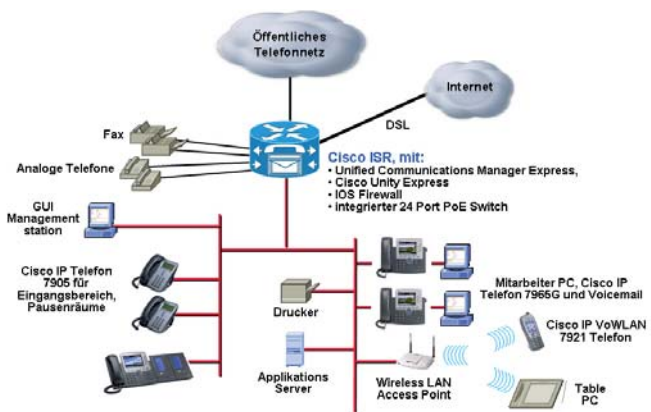 Öffentliches
Telefonnetz
Internet
DSL
Fax
Analoge Telefone
Cisco ISR, mit:
• Unified Communications Manager Express,
• Cisco Unity Express
• IOS Firewall
• integrierter 24 Port PoE Switch
GUI
Management
station
Cisco IP Telefon
7905 für
Eingangsbereich,
Pausenräume
Drucker
Applikations
Server
Mitarbeiter PC, Cisco IP
Telefon 7965G und Voicemail
Cisco IP VoWLAN
7921 Telefon
Wireless LAN
Access Point
Table
PC